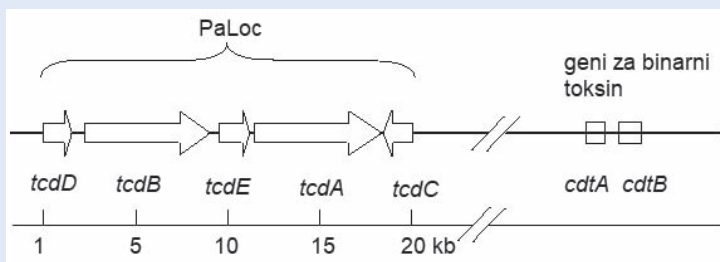 PaLoc
geni za binarni
toksin
tcdD tcdB tcdE tcdA tcdC cdtA cdtB
1 5 10 15 20 kb